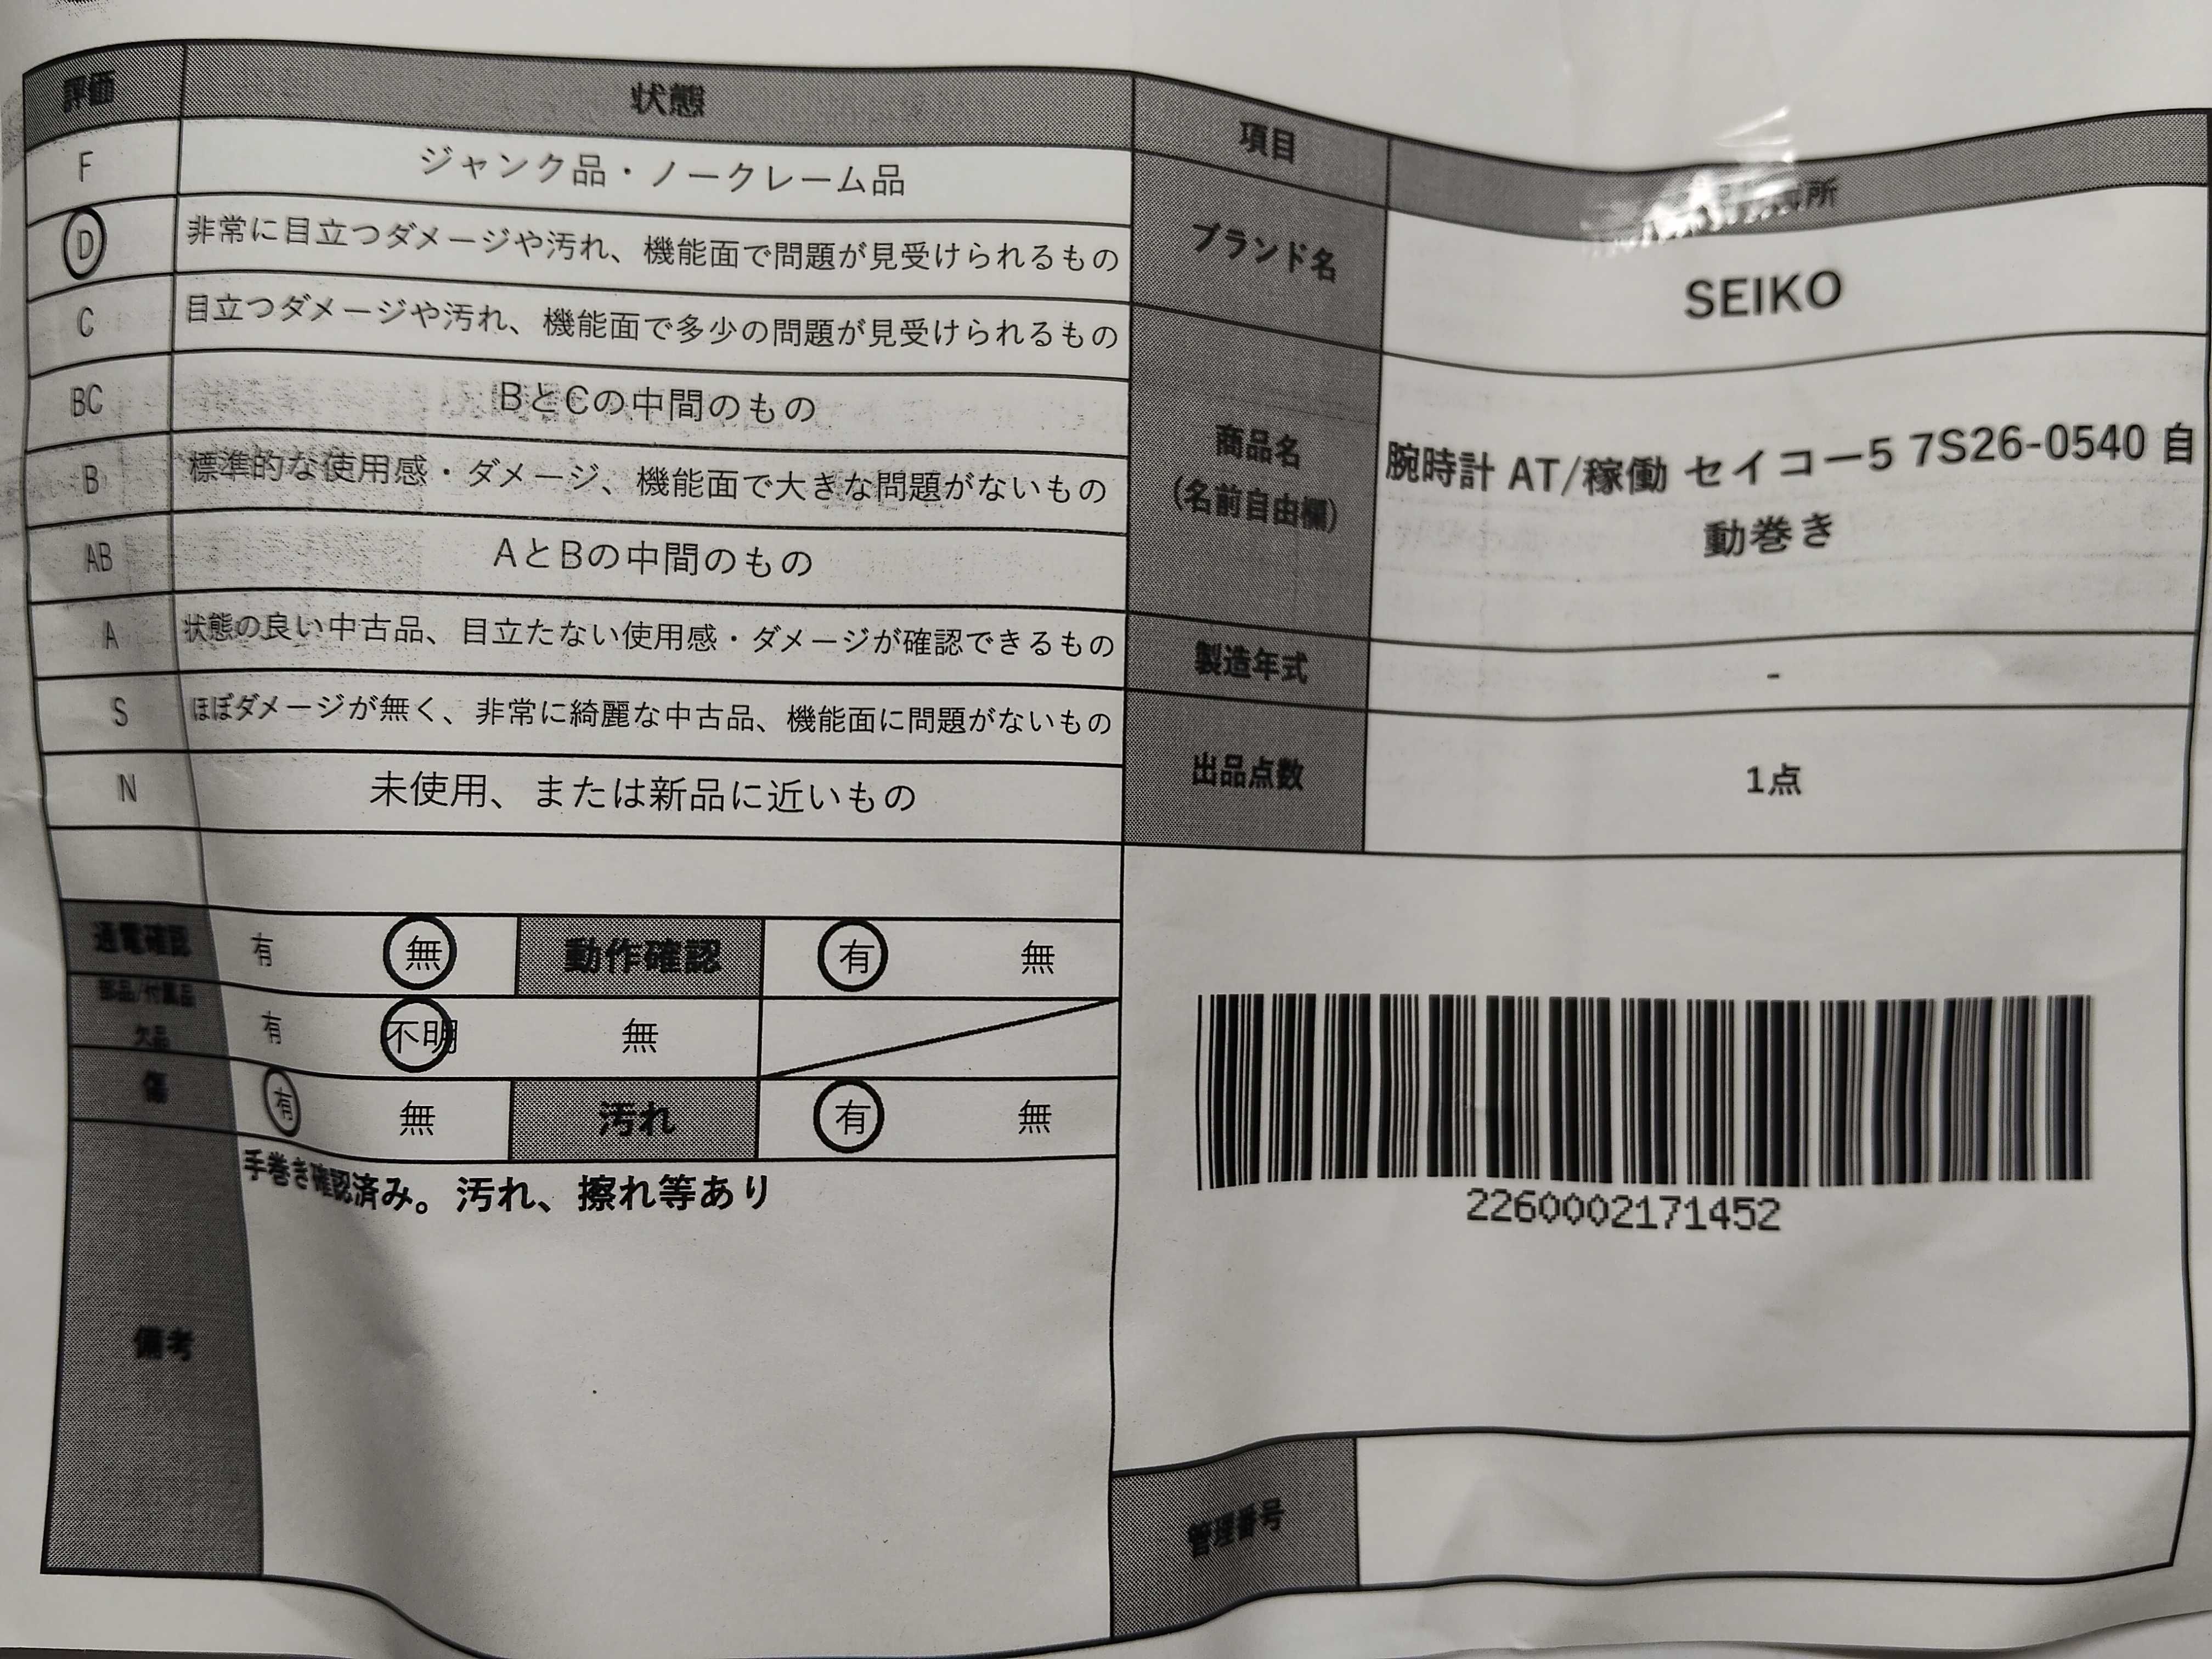 評価 状態
F ジャンク品・ノークレーム品
D 非常に目立つダメージや汚れ、機能面で問題が見受けられるもの
C 目立つダメージや汚れ、機能面で多少の問題が見受けられるもの
BC BとCの中間のもの
B 標準的な使用感・ダメージ、機能面で大きな問題がないもの
AB AとBの中間のもの
A 状態の良い中古品、目立たない使用感・ダメージが確認できるもの
S ほぼダメージが無く、非常に綺麗な中古品、機能面に問題がないもの
N 未使用、または新品に近いもの
通電確認 有 無 動作確認 有 無
部品/付属品
欠品 有 不明 無
傷 有 無 汚れ 有 無
備考 手巻き確認済み。汚れ、擦れ等あり
項目 所
ブランド名 SEIKO
商品名
(名前自由欄)
腕時計 AT/稼働 セイコー5 7S26-0540 自
動巻き
製造年式 -
出品点数 1点
2260002171452
管理番号